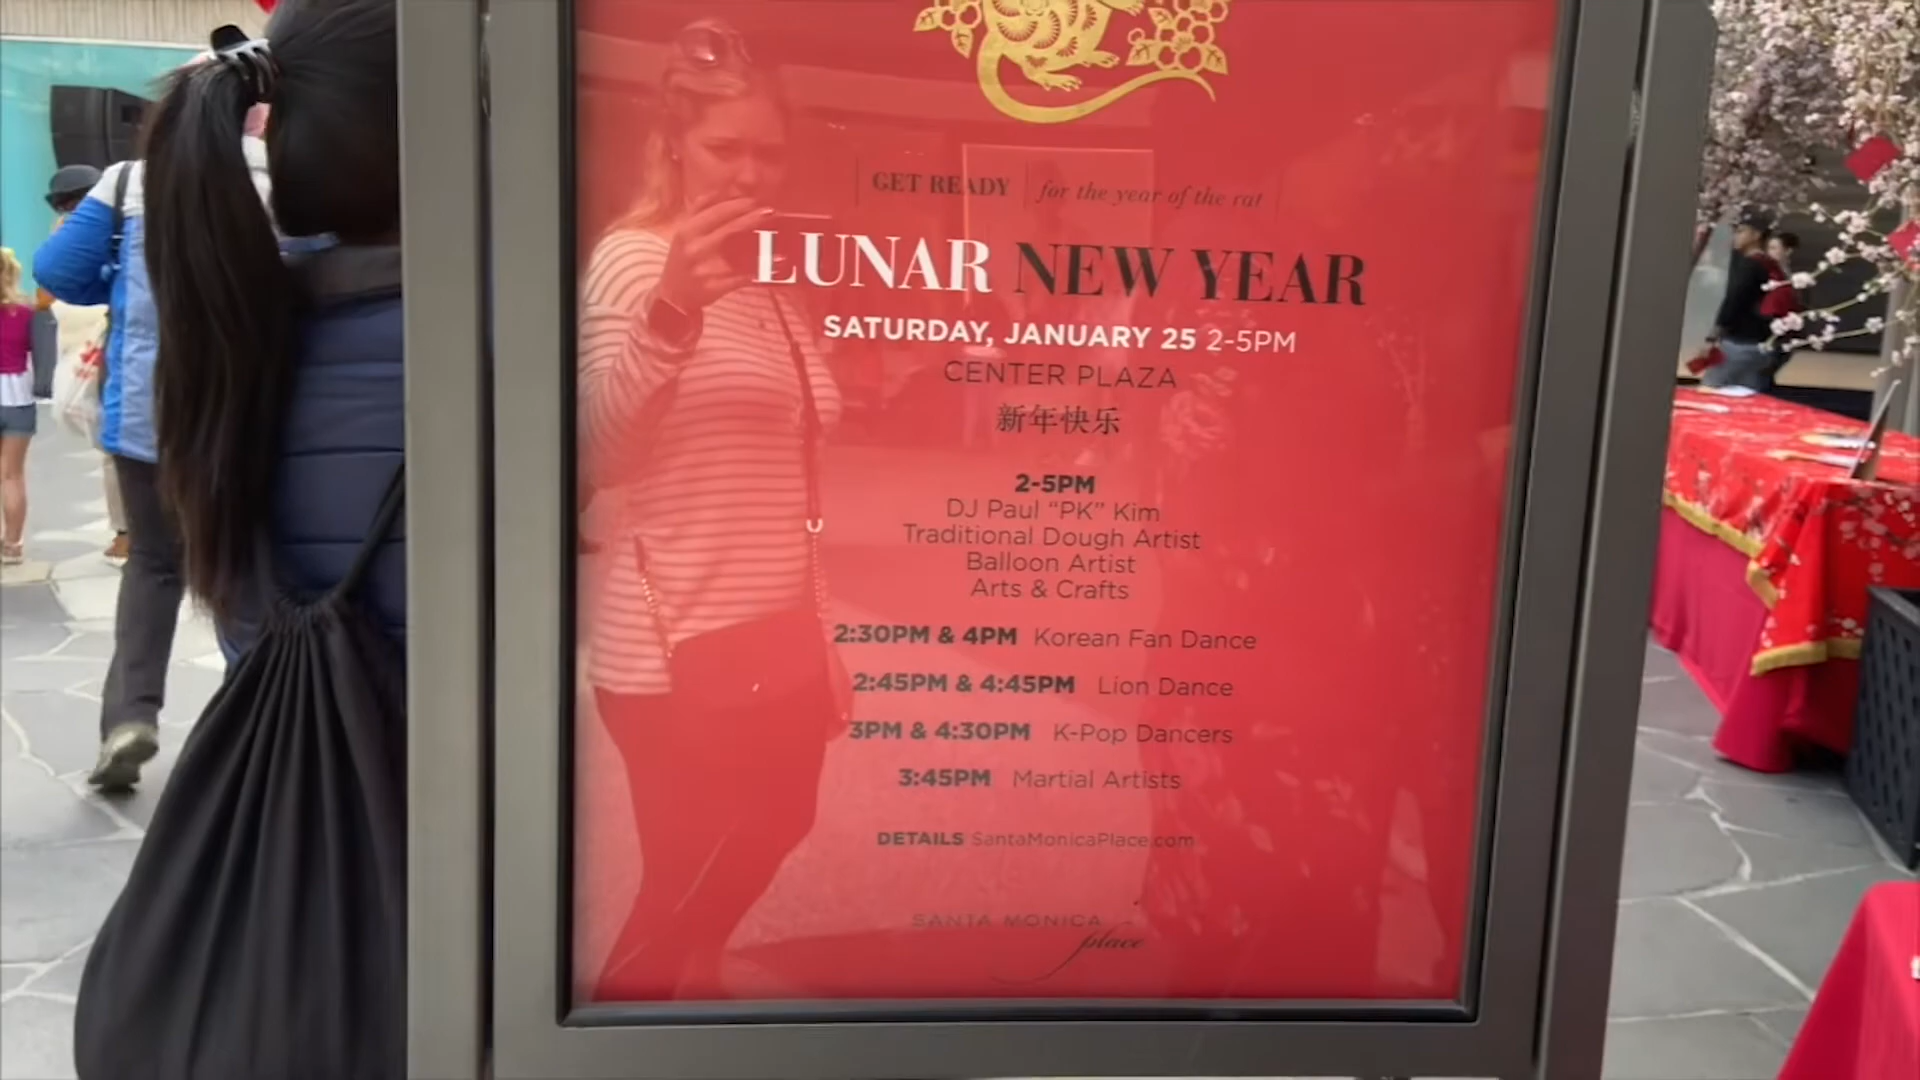 GET READY for the year of the rat
LUNAR NEW YEAR
SATURDAY, JANUARY 25 2-5PM
CENTER PLAZA
新年快乐
2-5PM
DJ Paul “PK” Kim
Traditional Dough Artist
Balloon Artist
Arts & Crafts
2:30PM & 4PM Korean Fan Dance
2:45PM & 4:45PM Lion Dance
3PM & 4:30PM K-Pop Dancers
3:45PM Martial Artists
DETAILS SantaMonicaPlace.com
SANTA MONICA
place